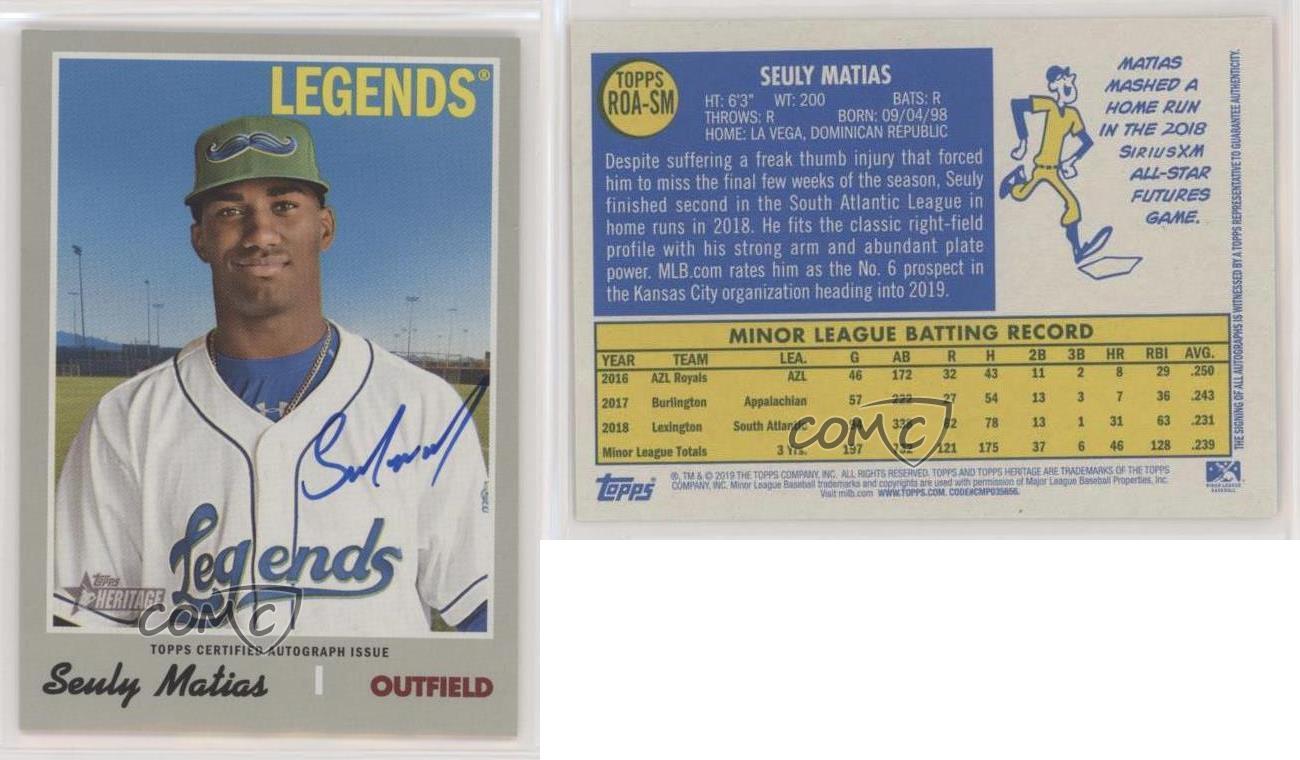 LEGENDS®
Legends
TOPPS HERITAGE
COMC
TOPPS CERTIFIED AUTOGRAPH ISSUE
Seuly Matias
OUTFIELD
TOPPS
ROA-SM
SEULY MATIAS
HT: 6'3" WT: 200 BATS: R
THROWS: R BORN: 09/04/98
HOME: LA VEGA, DOMINICAN REPUBLIC
Despite suffering a freak thumb injury that forced
him to miss the final few weeks of the season, Seuly
finished second in the South Atlantic League in
home runs in 2018. He fits the classic right-field
profile with his strong arm and abundant plate
power. MLB.com rates him as the No. 6 prospect in
the Kansas City organization heading into 2019.
MATIAS
MASHED A
HOME RUN
IN THE 2018
SIRIUSXM
ALL-STAR
FUTURES
GAME.
THE SIGNING OF ALL AUTOGRAPHS IS WITNESSED BY A TOPPS REPRESENTATIVE TO GUARANTEE AUTHENTICITY.
MINOR LEAGUE BATTING RECORD
YEAR TEAM LEA. G AB R H 2B 3B HR RBI AVG.
2016 AZL Royals AZL 46 172 32 43 11 2 8 29 .250
2017 Burlington Appalachian 57 222 27 54 13 3 7 36 .243
2018 Lexington South Atlantic 94 338 62 78 13 1 31 63 .231
Minor League Totals 3 Yrs. 197 732 121 175 37 6 46 128 .239
COMC
Topps
®, TM & © 2019 THE TOPPS COMPANY, INC. ALL RIGHTS RESERVED. TOPPS AND TOPPS HERITAGE ARE TRADEMARKS OF THE TOPPS
COMPANY, INC. Minor League Baseball trademarks and copyrights are used with permission of Major League Baseball Properties, Inc.
Visit milb.com WWW.TOPPS.COM. CODE#CMP035656.
MINOR LEAGUE
BASEBALL